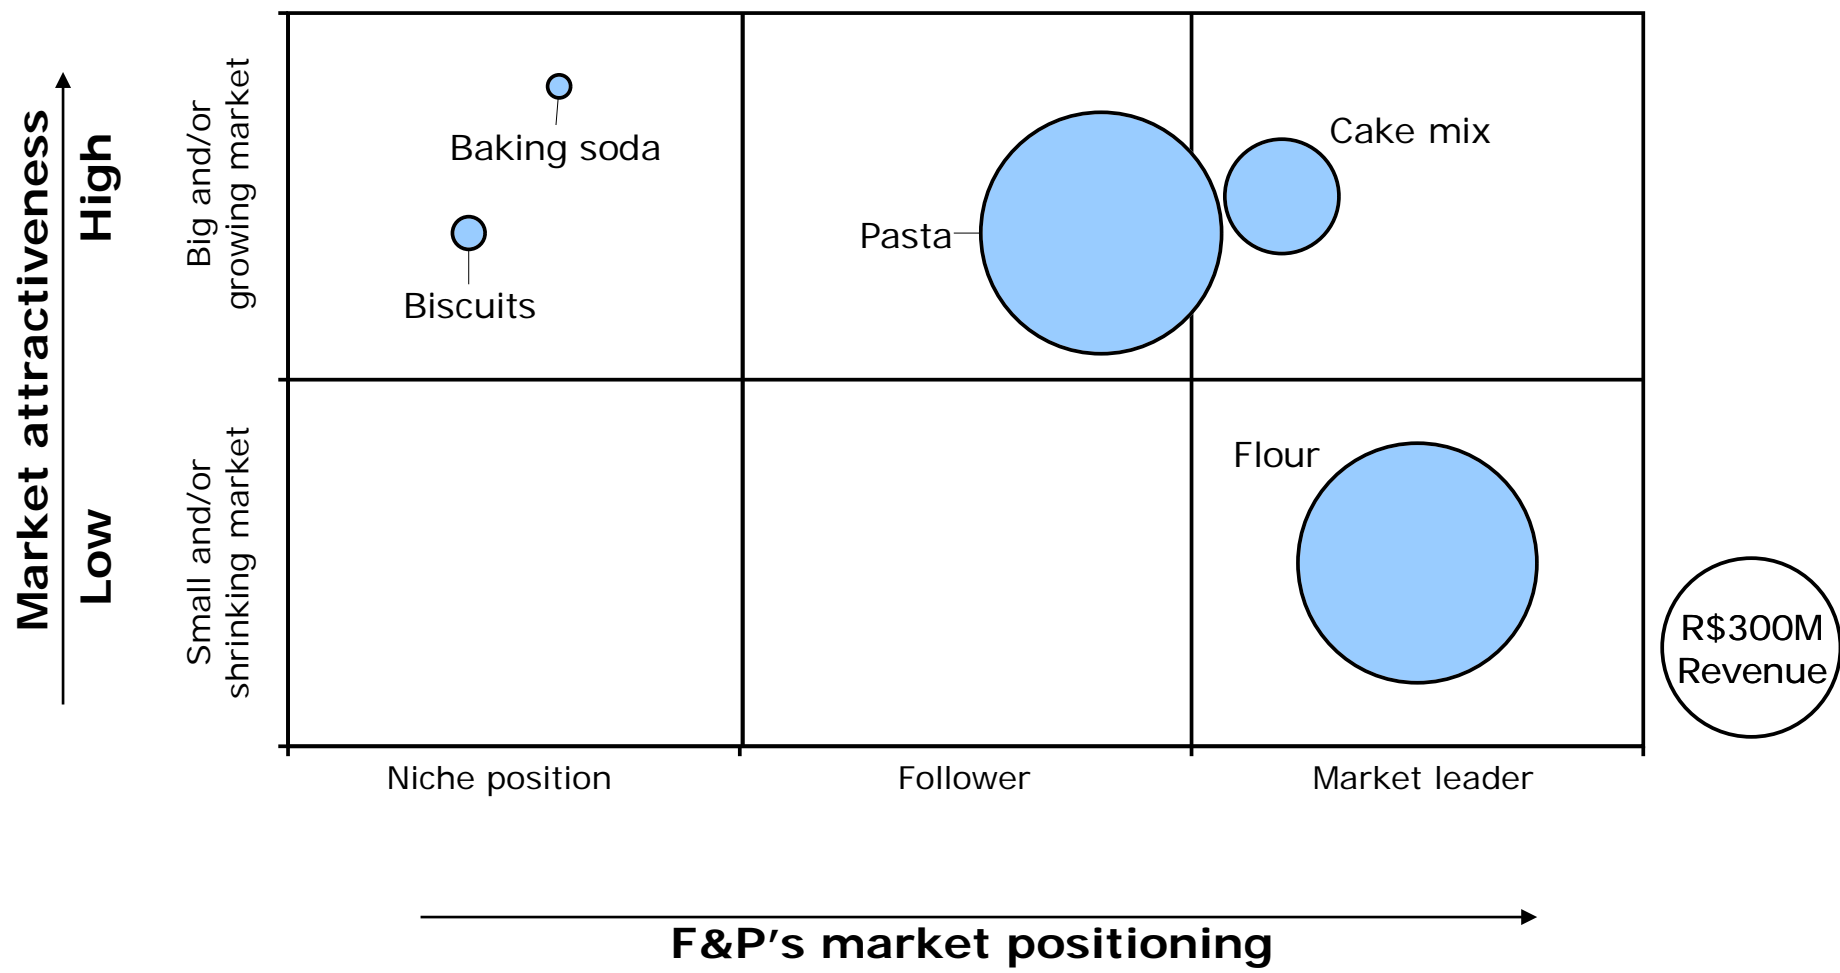 Market attractiveness
High
Low
Big and/or
growing market
Small and/or
shrinking market
Baking soda
Biscuits
Pasta
Cake mix
Flour
R$300M
Revenue
Niche position
Follower
Market leader
F&P’s market positioning